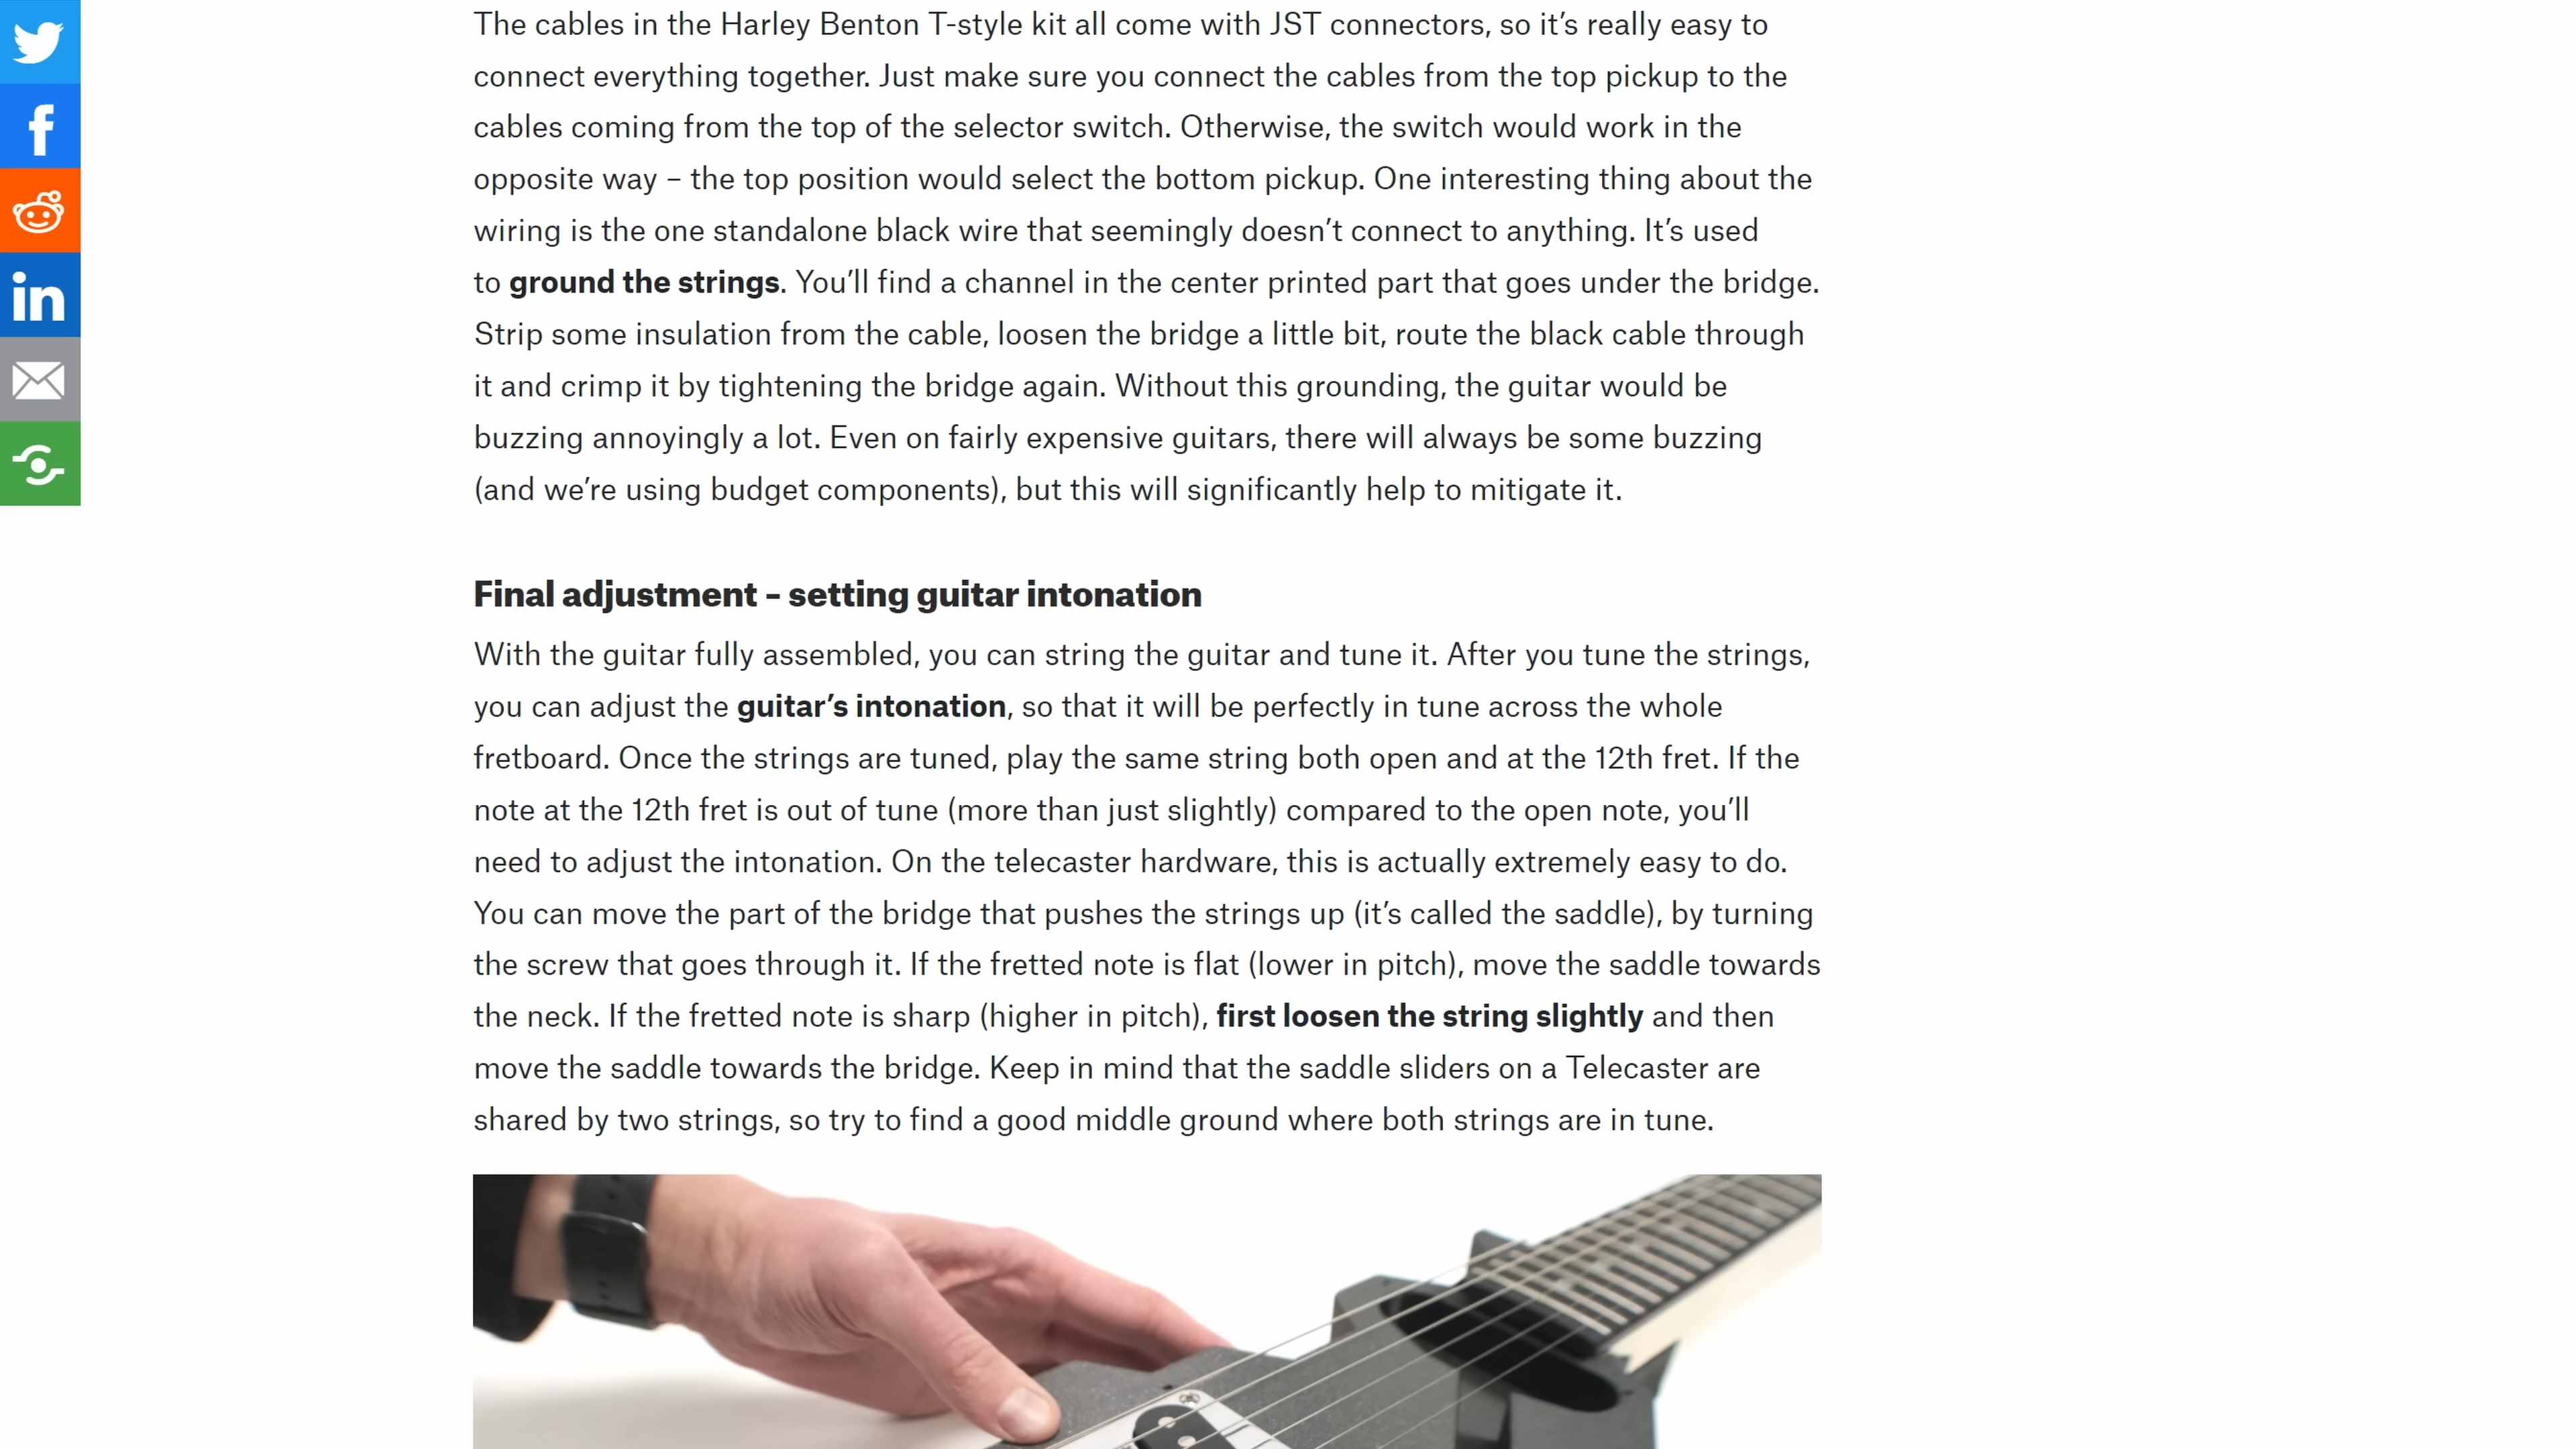 The cables in the Harley Benton T-style kit all come with JST connectors, so it’s really easy to
connect everything together. Just make sure you connect the cables from the top pickup to the
cables coming from the top of the selector switch. Otherwise, the switch would work in the
opposite way – the top position would select the bottom pickup. One interesting thing about the
wiring is the one standalone black wire that seemingly doesn’t connect to anything. It’s used
to ground the strings. You’ll find a channel in the center printed part that goes under the bridge.
Strip some insulation from the cable, loosen the bridge a little bit, route the black cable through
it and crimp it by tightening the bridge again. Without this grounding, the guitar would be
buzzing annoyingly a lot. Even on fairly expensive guitars, there will always be some buzzing
(and we’re using budget components), but this will significantly help to mitigate it.
Final adjustment – setting guitar intonation
With the guitar fully assembled, you can string the guitar and tune it. After you tune the strings,
you can adjust the guitar’s intonation, so that it will be perfectly in tune across the whole
fretboard. Once the strings are tuned, play the same string both open and at the 12th fret. If the
note at the 12th fret is out of tune (more than just slightly) compared to the open note, you’ll
need to adjust the intonation. On the telecaster hardware, this is actually extremely easy to do.
You can move the part of the bridge that pushes the strings up (it’s called the saddle), by turning
the screw that goes through it. If the fretted note is flat (lower in pitch), move the saddle towards
the neck. If the fretted note is sharp (higher in pitch), first loosen the string slightly and then
move the saddle towards the bridge. Keep in mind that the saddle sliders on a Telecaster are
shared by two strings, so try to find a good middle ground where both strings are in tune.